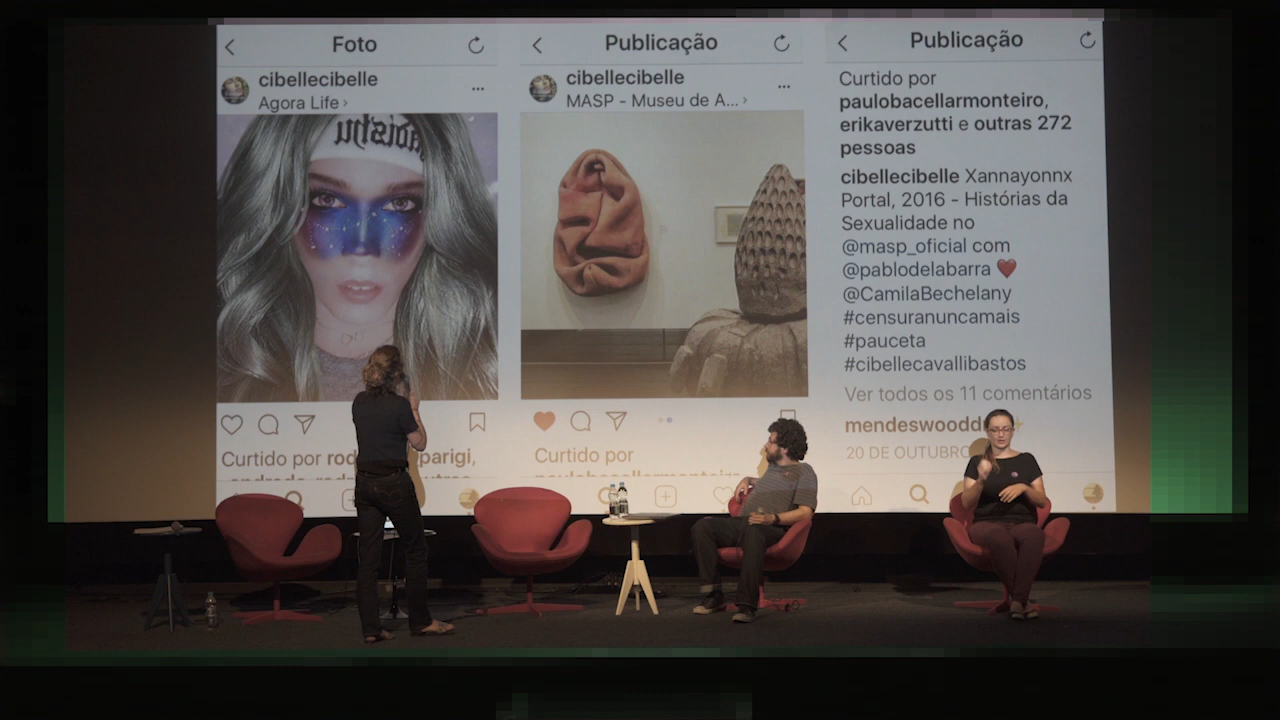 Foto
cibellecibelle
Agora Life ›
Curtido por
Publicação
cibellecibelle
MASP - Museu de A... ›
Curtido por
Publicação
Curtido por
paulobacellarmonteiro,
erikaverzutti e outras 272
pessoas
cibellecibelle Xannayonnx
Portal, 2016 - Histórias da
Sexualidade no
@masp_oficial com
@pablodelabarra ❤️
@CamilaBechelany
#censuranuncamais
#pauceta
#cibellecavallibastos
Ver todos os 11 comentários
20 DE OUTUBRO